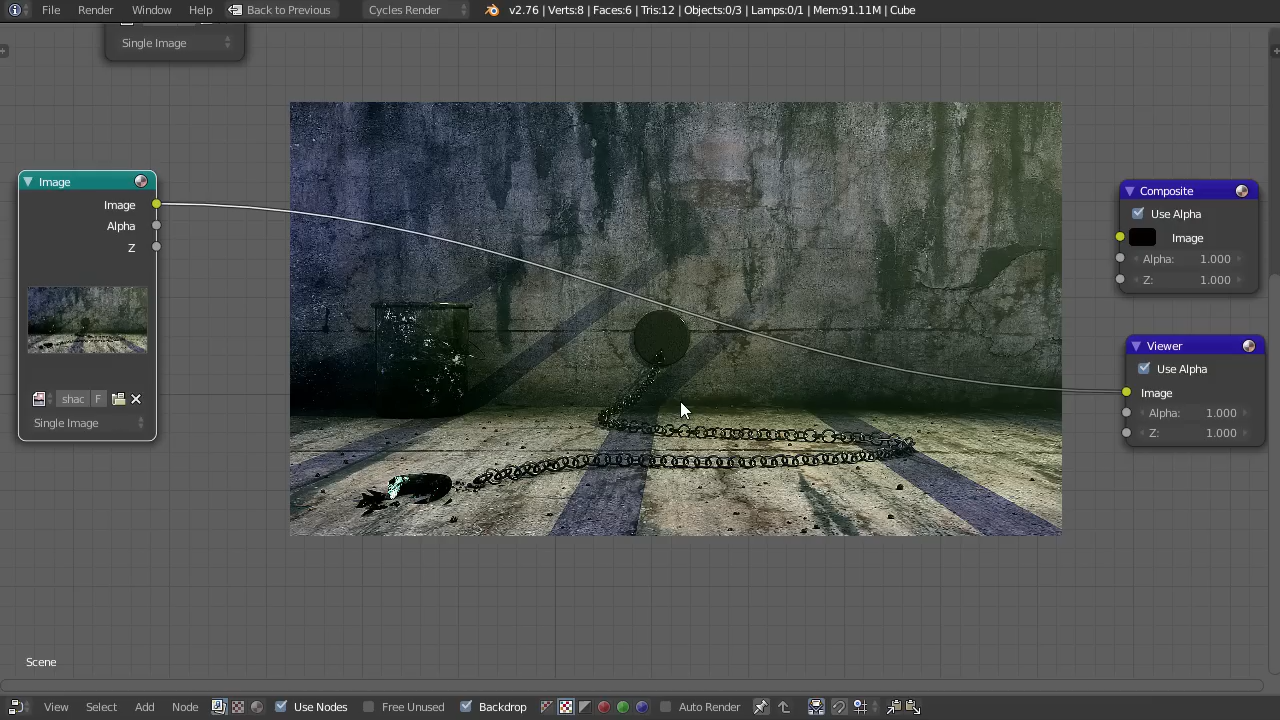 File Render Window Help Back to Previous Cycles Render v2.76 | Verts:8 | Faces:6 | Tris:12 | Objects:0/3 | Lamps:0/1 | Mem:91.11M | Cube
Single Image
Image
Image
Alpha
Z
shac F
Single Image
Composite
Use Alpha
Image
Alpha: 1.000
Z: 1.000
Viewer
Use Alpha
Image
Alpha: 1.000
Z: 1.000
Scene
View Select Add Node Use Nodes Free Unused Backdrop Auto Render